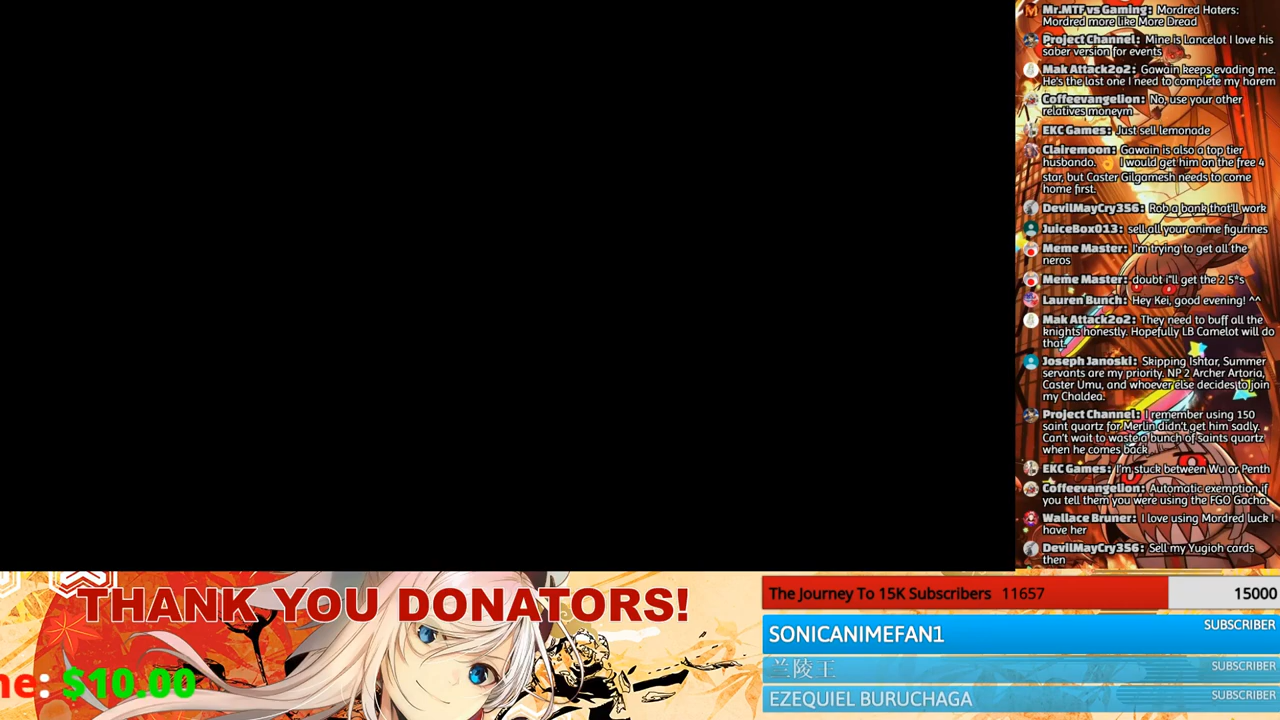 Mr.MTF vs Gaming: Mordred Haters:
Mordred more like More Dread
Project Channel: Mine is Lancelot I love his
saber version for events
Mak Attack2o2: Gawain keeps evading me.
He's the last one I need to complete my harem
Coffeevangelion: No, use your other
relatives moneym
EKC Games: Just sell lemonade
Clairemoon: Gawain is also a top tier
husbando. I would get him on the free 4
star, but Caster Gilgamesh needs to come
home first.
DevilMayCry356: Rob a bank that'll work
JuiceBox013: sell all your anime figurines
Meme Master: I'm trying to get all the
neros
Meme Master: doubt i"ll get the 2 5*s
Lauren Bunch: Hey Kei, good evening! ^^
Mak Attack2o2: They need to buff all the
knights honestly. Hopefully LB Camelot will do
that.
Joseph Janoski: Skipping Ishtar, Summer
servants are my priority. NP 2 Archer Artoria,
Caster Umu, and whoever else decides to join
my Chaldea.
Project Channel: I remember using 150
saint quartz for Merlin didn't get him sadly.
Can't wait to waste a bunch of saints quartz
when he comes back
EKC Games: I'm stuck between Wu or Penth
Coffeevangelion: Automatic exemption if
you tell them you were using the FGO Gacha.
Wallace Bruner: I love using Mordred luck I
have her
DevilMayCry356: Sell my Yugioh cards
then
THANK YOU DONATORS!
ne: $10.00
The Journey To 15K Subscribers 11657 15000
SONICANIMEFAN1 SUBSCRIBER
兰陵王 SUBSCRIBER
EZEQUIEL BURUCHAGA SUBSCRIBER